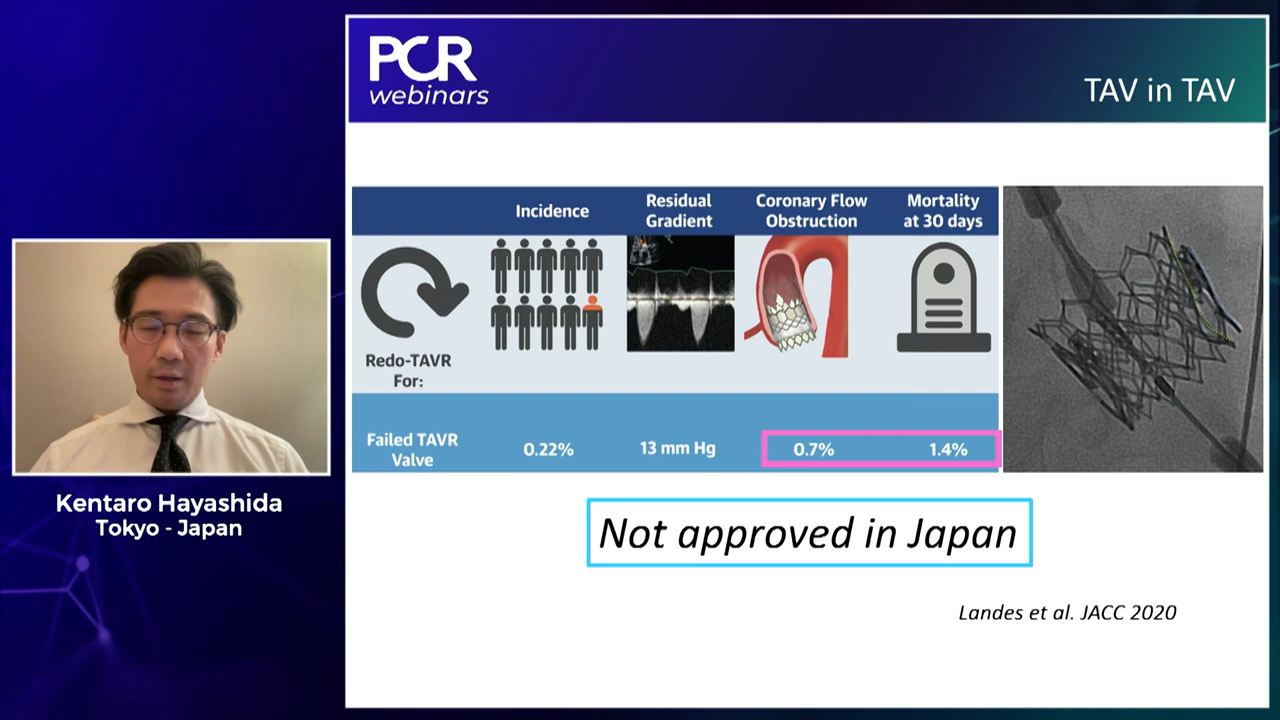 PCR
webinars
TAV in TAV
Incidence
Residual
Gradient
Coronary Flow
Obstruction
Mortality
at 30 days
Redo-TAVR
For:
Failed TAVR
Valve
0.22%
13 mm Hg
0.7%
1.4%
Kentaro Hayashida
Tokyo - Japan
Not approved in Japan
Landes et al. JACC 2020